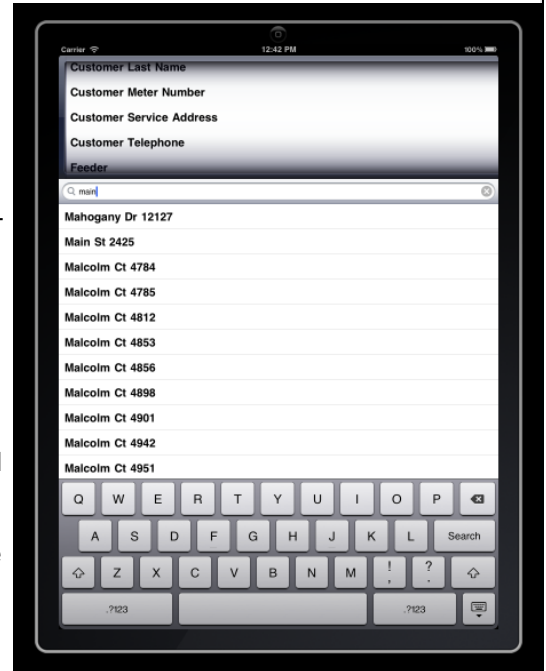 Carrier 12:42 PM 100%
Customer Last Name
Customer Meter Number
Customer Service Address
Customer Telephone
Feeder
main
Mahogany Dr 12127
Main St 2425
Malcolm Ct 4784
Malcolm Ct 4785
Malcolm Ct 4812
Malcolm Ct 4853
Malcolm Ct 4856
Malcolm Ct 4898
Malcolm Ct 4901
Malcolm Ct 4942
Malcolm Ct 4951
Q W E R T Y U I O P
A S D F G H J K L Search
Z X C V B N M ! , ? .
.?123 .?123